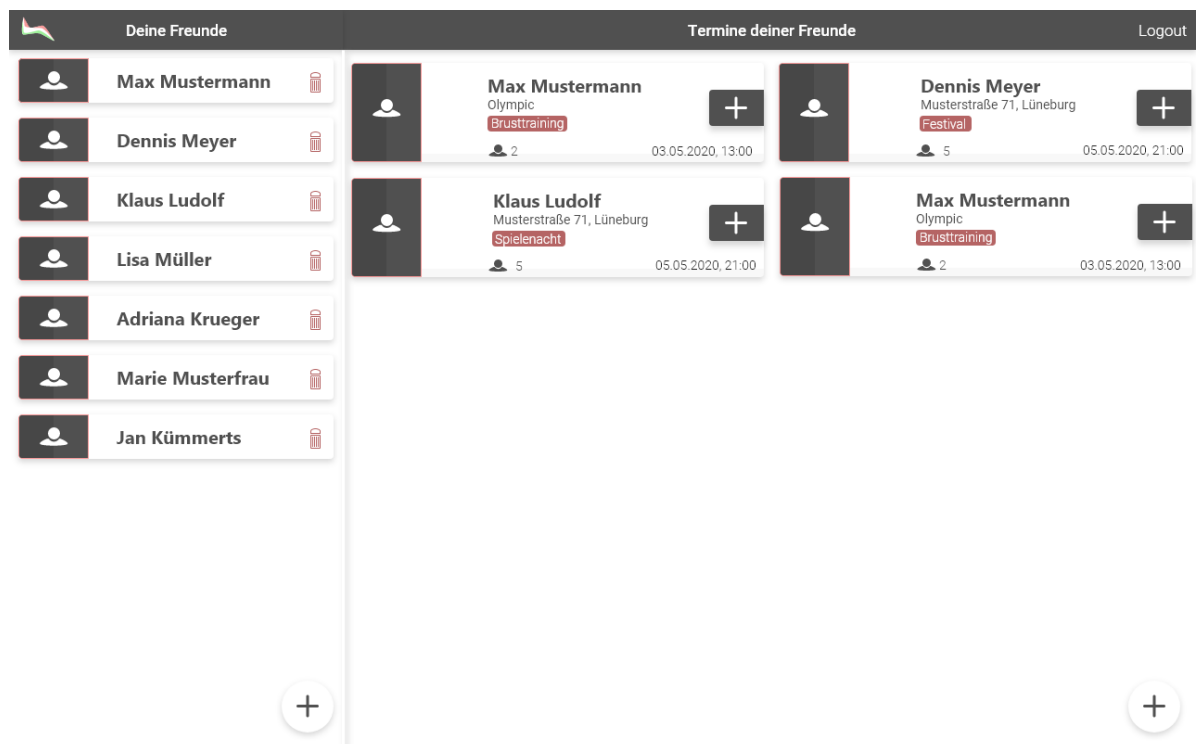 Deine Freunde
Termine deiner Freunde
Logout
Max Mustermann
Dennis Meyer
Klaus Ludolf
Lisa Müller
Adriana Krueger
Marie Musterfrau
Jan Kümmerts
Max Mustermann
Olympic
Brusttraining
2 03.05.2020, 13:00
Dennis Meyer
Musterstraße 71, Lüneburg
Festival
5 05.05.2020, 21:00
Klaus Ludolf
Musterstraße 71, Lüneburg
Spielenacht
5 05.05.2020, 21:00
Max Mustermann
Olympic
Brusttraining
2 03.05.2020, 13:00